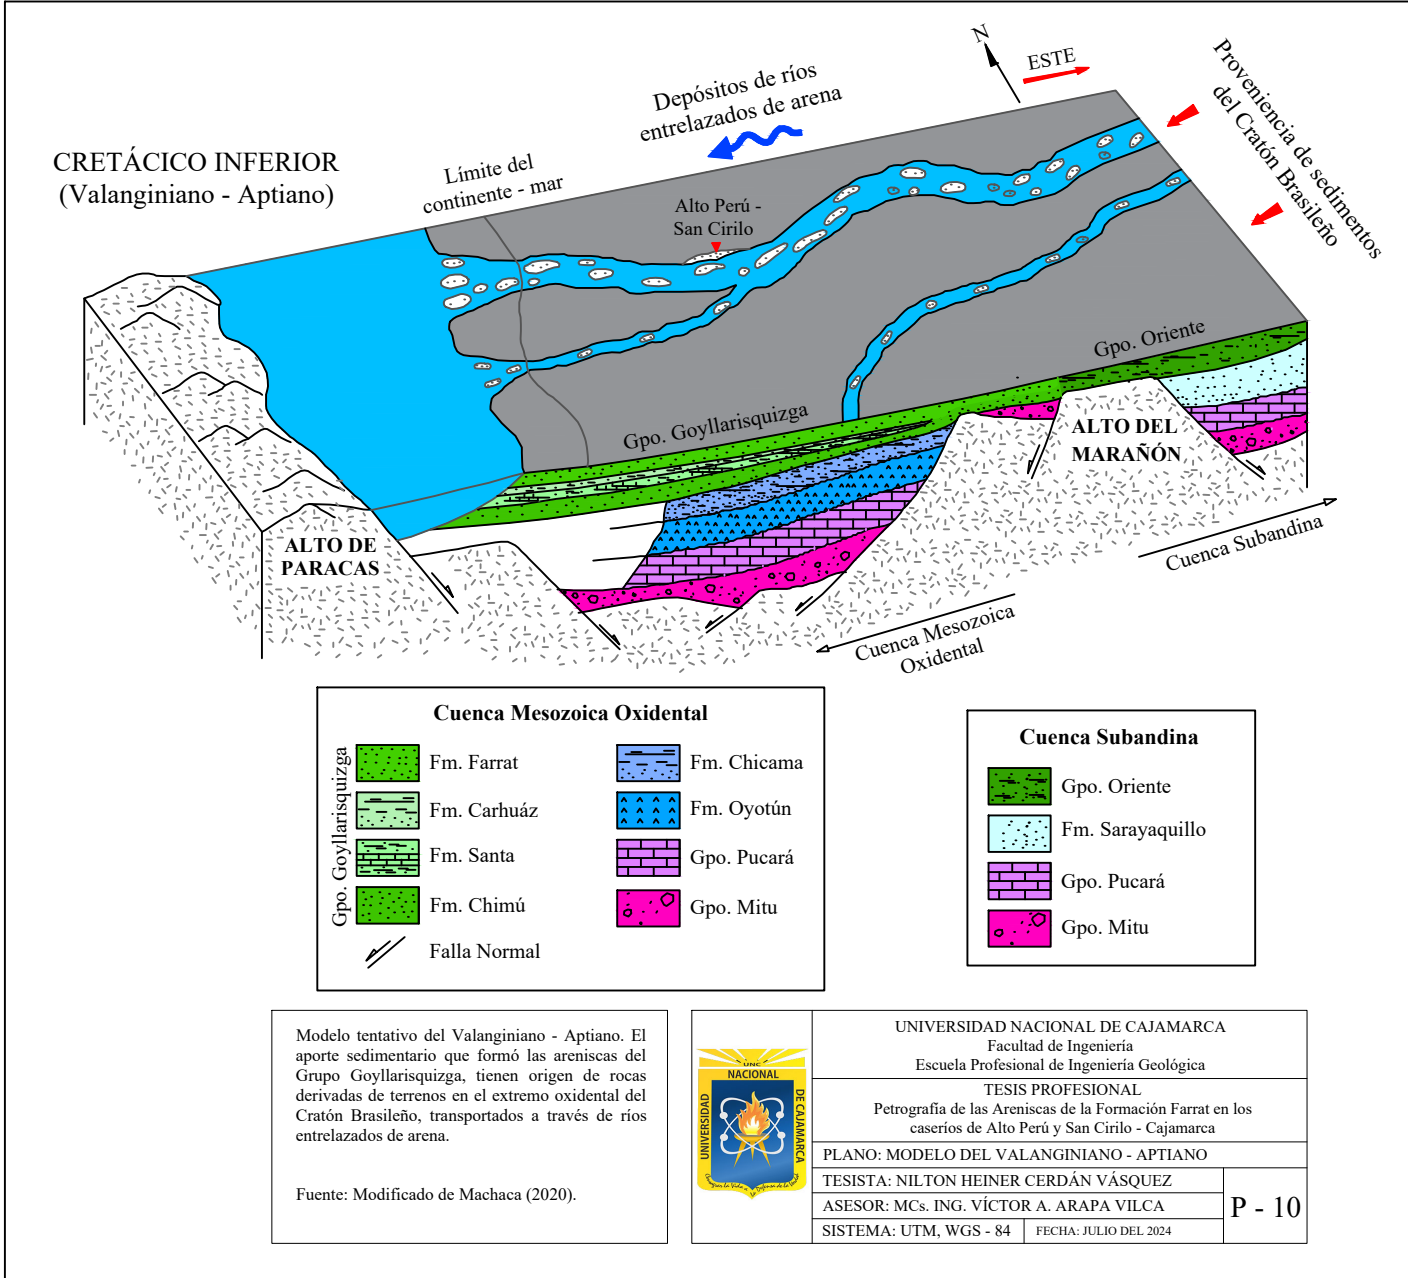 N
ESTE
Proveniencia de sedimentos
del Cratón Brasileño
Depósitos de ríos
entrelazados de arena
CRETÁCICO INFERIOR
(Valanginiano - Aptiano)
Límite del
continente - mar
Alto Perú -
San Cirilo
Gpo. Oriente
Gpo. Goyllarisquizga
ALTO DEL
MARAÑÓN
ALTO DE
PARACAS
Cuenca Subandina
Cuenca Mesozoica
Oxidental
Cuenca Mesozoica Oxidental
Gpo. Goyllarisquizga
Fm. Farrat
Fm. Carhuáz
Fm. Santa
Fm. Chimú
Falla Normal
Fm. Chicama
Fm. Oyotún
Gpo. Pucará
Gpo. Mitu
Cuenca Subandina
Gpo. Oriente
Fm. Sarayaquillo
Gpo. Pucará
Gpo. Mitu
Modelo tentativo del Valanginiano - Aptiano. El
aporte sedimentario que formó las areniscas del
Grupo Goyllarisquizga, tienen origen de rocas
derivadas de terrenos en el extremo oxidental del
Cratón Brasileño, transportados a través de ríos
entrelazados de arena.
Fuente: Modificado de Machaca (2020).
UNC
UNIVERSIDAD
NACIONAL
DE CAJAMARCA
UNIVERSIDAD NACIONAL DE CAJAMARCA
Facultad de Ingeniería
Escuela Profesional de Ingeniería Geológica
TESIS PROFESIONAL
Petrografía de las Areniscas de la Formación Farrat en los
caseríos de Alto Perú y San Cirilo - Cajamarca
PLANO: MODELO DEL VALANGINIANO - APTIANO
TESISTA: NILTON HEINER CERDÁN VÁSQUEZ
ASESOR: MCs. ING. VÍCTOR A. ARAPA VILCA
SISTEMA: UTM, WGS - 84
FECHA: JULIO DEL 2024
P - 10